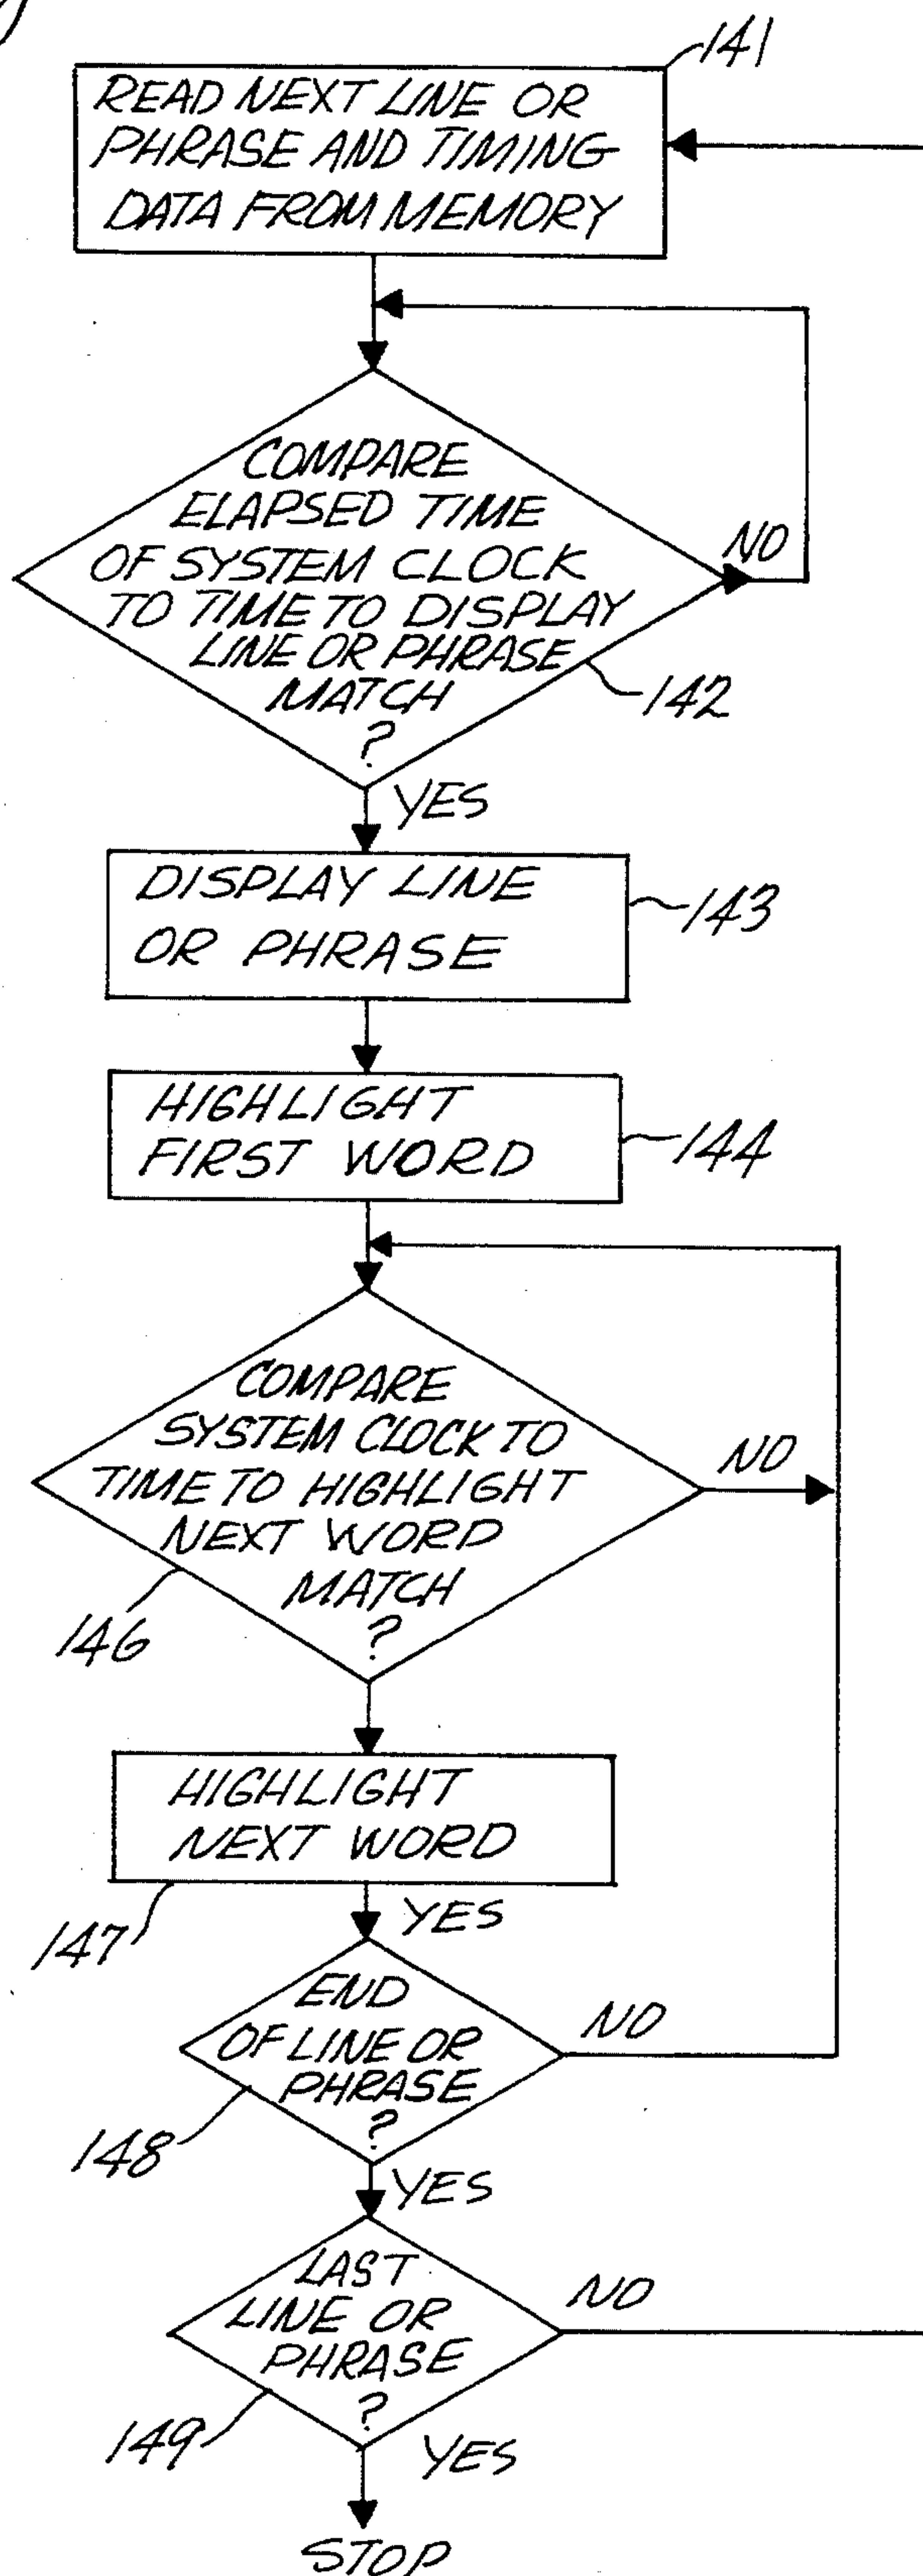 141
READ NEXT LINE OR
PHRASE AND TIMING
DATA FROM MEMORY
COMPARE
ELAPSED TIME
OF SYSTEM CLOCK
TO TIME TO DISPLAY
LINE OR PHRASE
MATCH
?
NO
142
YES
DISPLAY LINE
OR PHRASE
143
HIGHLIGHT
FIRST WORD
144
COMPARE
SYSTEM CLOCK TO
TIME TO HIGHLIGHT
NEXT WORD
MATCH
?
NO
146
HIGHLIGHT
NEXT WORD
147
YES
END
OF LINE OR
PHRASE
?
NO
148
YES
LAST
LINE OR
PHRASE
?
NO
149
YES
STOP